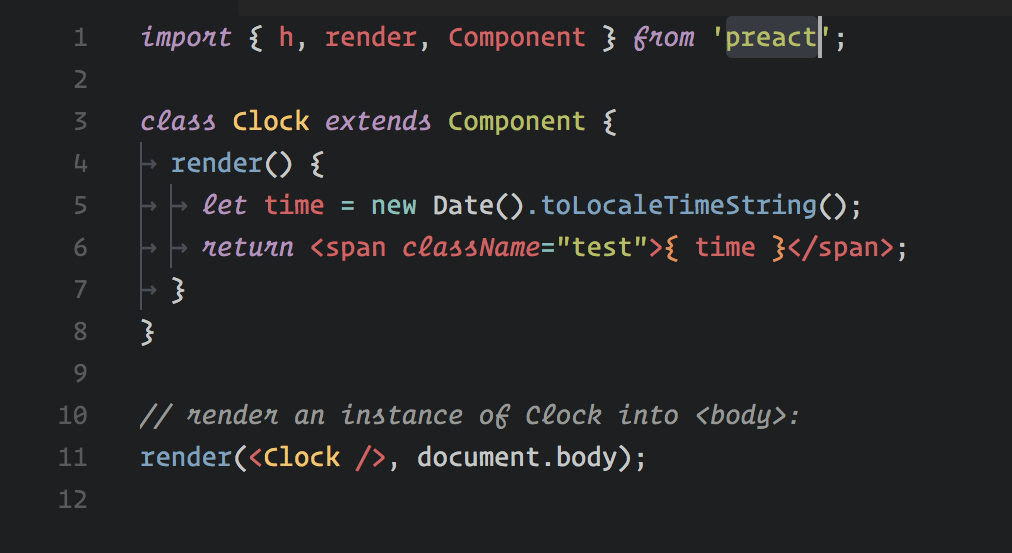 1 import { h, render, Component } from 'preact';
2
3 class Clock extends Component {
4 render() {
5 let time = new Date().toLocaleTimeString();
6 return <span className="test">{ time }</span>;
7 }
8 }
9
10 // render an instance of Clock into <body>:
11 render(<Clock />, document.body);
12